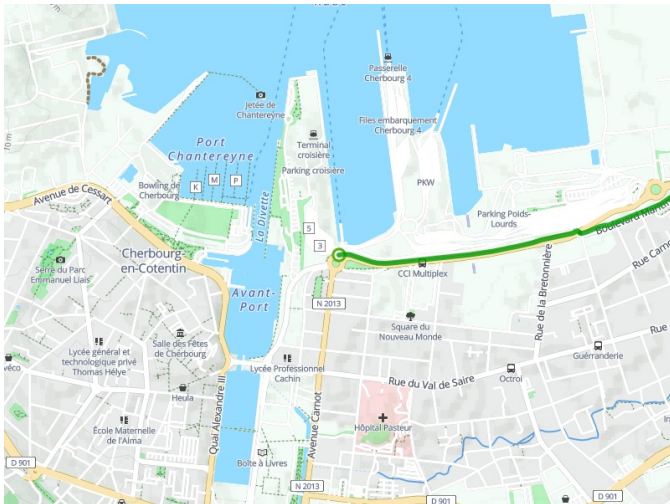 Passerelle
Cherbourg 4
Jetée de
Chantereyne
Files embarquement
Cherbourg 4
Port
Chantereyne
Terminal
croisière
K
M
P
Parking croisière
PKW
Bowling de
Cherbourg
Avenue de Cessart
La Divette
Parking Poids-
Lourds
5
3
Rue Carno
Cherbourg-
en-Cotentin
CCI Multiplex
Serre du Parc
Emmanuel Liais
Avant-
Port
N 2013
Rue de la Bretonnière
Square du
Nouveau Monde
Salle des Fêtes
de Cherbourg
Lycée général et
technologique privé
Thomas Hélye
Guéranderie
Lycée Professionnel
Cachin
Octroi
Rue du Val de Saire
Heula
Quai Alexandre III
Avenue Carnot
École Maternelle
de l'Alma
Hôpital Pasteur
Boîte à Livres
D 901
N 2013
D 901
D 901